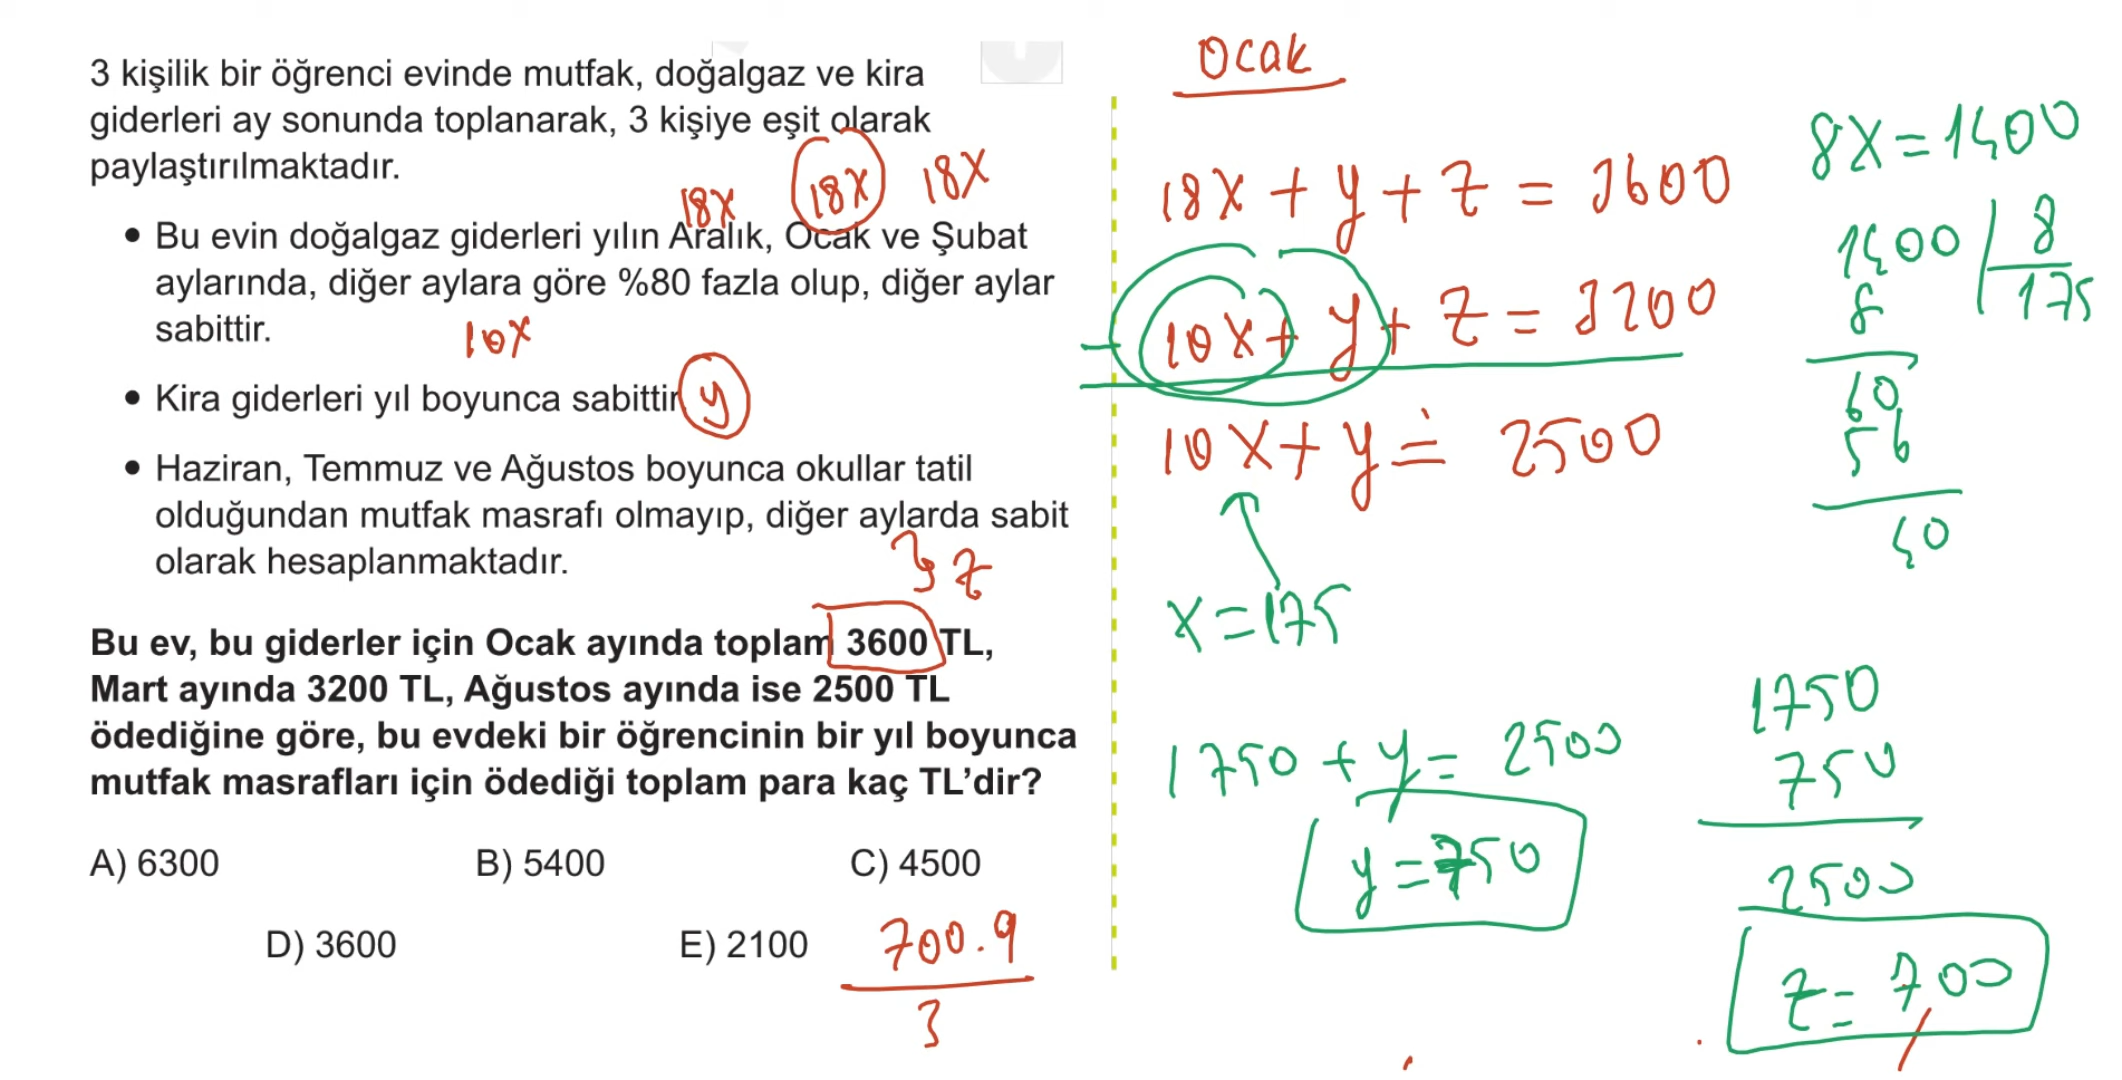 3 kişilik bir öğrenci evinde mutfak, doğalgaz ve kira
giderleri ay sonunda toplanarak, 3 kişiye eşit olarak
paylaştırılmaktadır.
18x 18x 18x
• Bu evin doğalgaz giderleri yılın Aralık, Ocak ve Şubat
aylarında, diğer aylara göre %80 fazla olup, diğer aylar
sabittir.
10x
• Kira giderleri yıl boyunca sabittir
y
• Haziran, Temmuz ve Ağustos boyunca okullar tatil
olduğundan mutfak masrafı olmayıp, diğer aylarda sabit
olarak hesaplanmaktadır.
z
Bu ev, bu giderler için Ocak ayında toplam 3600 TL,
Mart ayında 3200 TL, Ağustos ayında ise 2500 TL
ödediğine göre, bu evdeki bir öğrencinin bir yıl boyunca
mutfak masrafları için ödediği toplam para kaç TL'dir?
A) 6300 B) 5400 C) 4500
D) 3600 E) 2100
700.9
3
Ocak
18x + y + z = 3600
10x + y + z = 3200
10x + y = 2500
x = 175
1750 + y = 2500
y = 750
8x = 1400
1400 8
8 175
60
56
40
1750
750
2500
z = 700